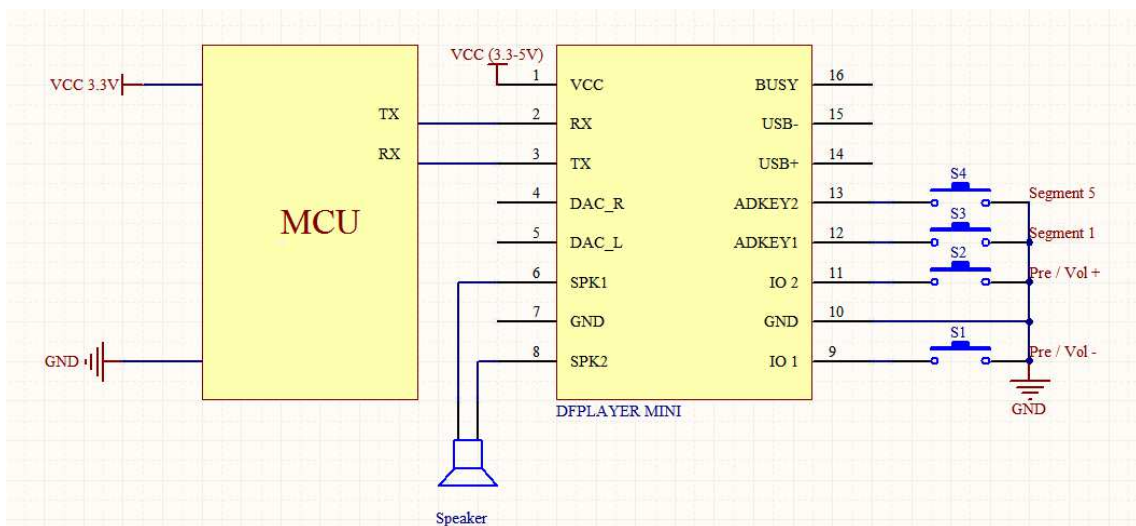 VCC 3.3V
GND
TX
RX
MCU
VCC (3.3-5V)
1 VCC
2 RX
3 TX
4 DAC_R
5 DAC_L
6 SPK1
7 GND
8 SPK2
BUSY 16
USB- 15
USB+ 14
ADKEY2 13
ADKEY1 12
IO 2 11
GND 10
IO 1 9
DFPLAYER MINI
S4
Segment 5
S3
Segment 1
S2
Pre / Vol +
S1
Pre / Vol -
GND
Speaker